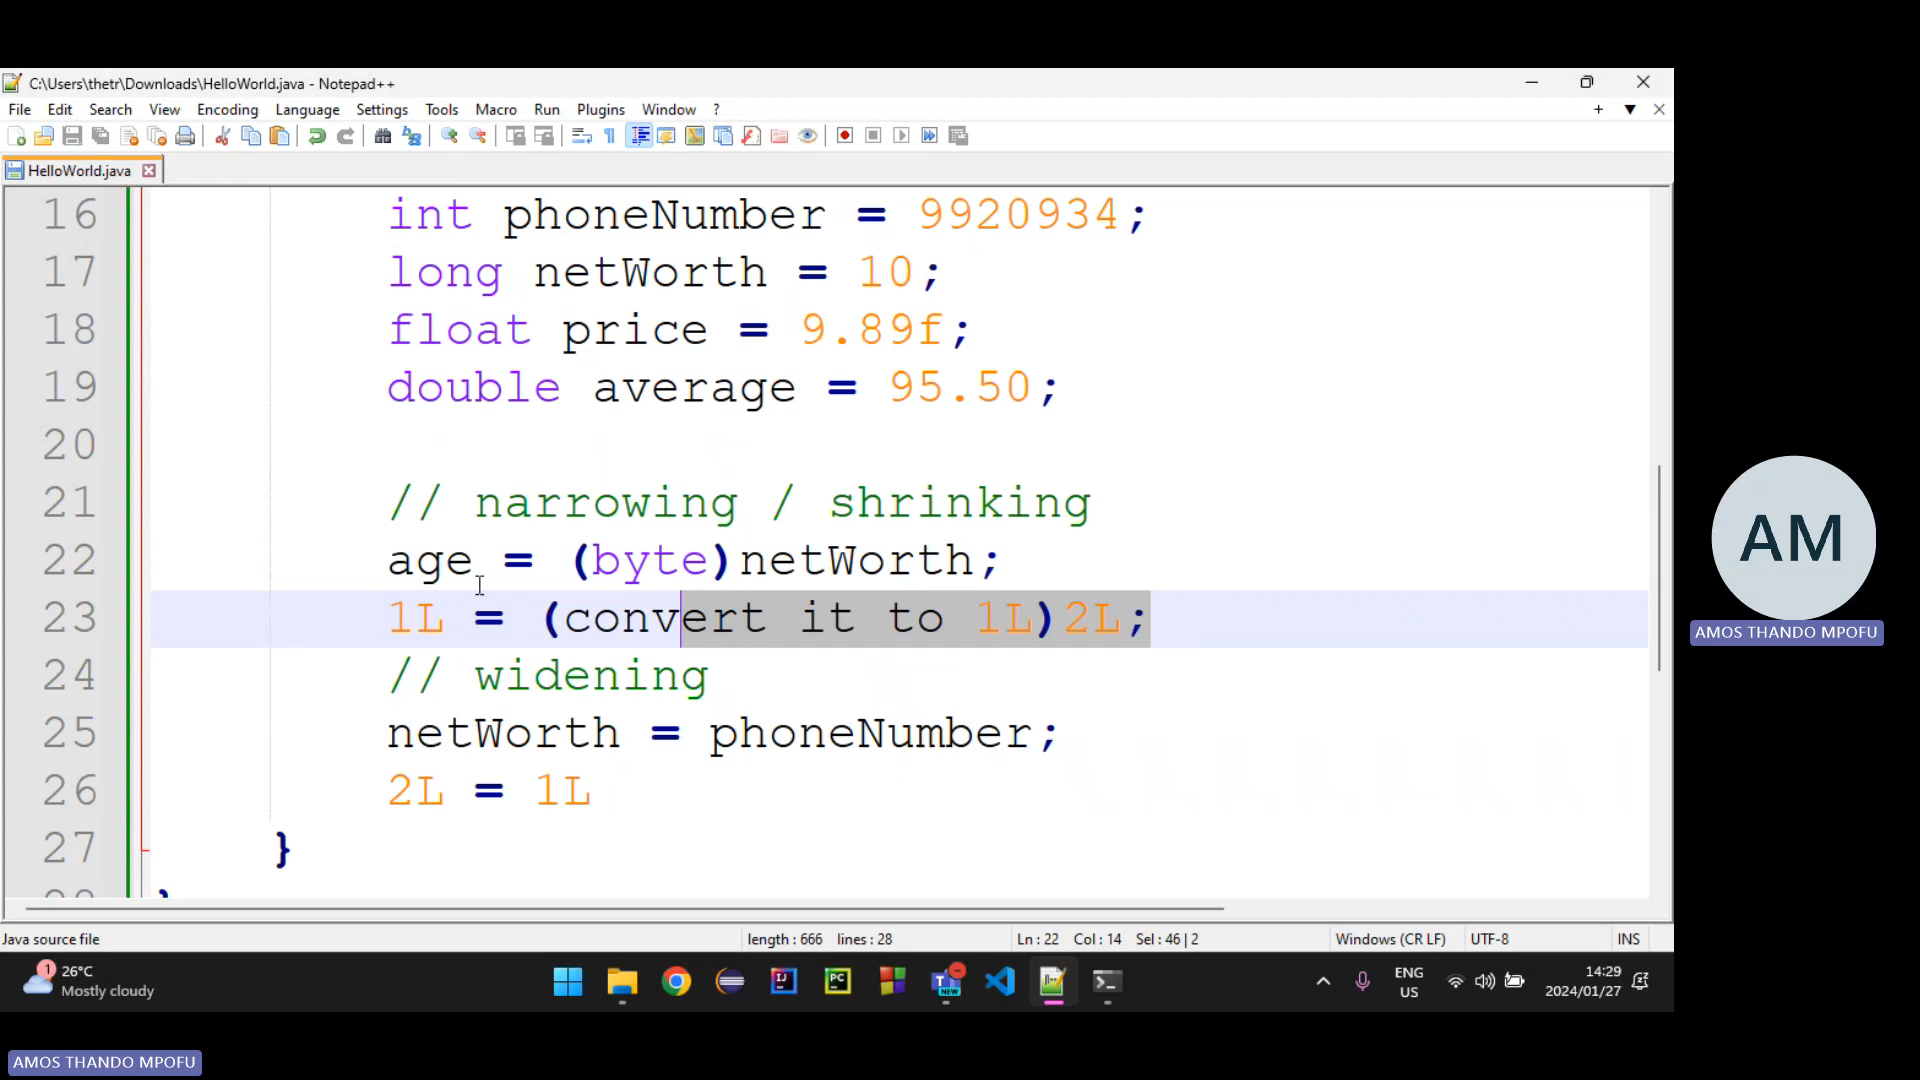 C:\Users\thetr\Downloads\HelloWorld.java - Notepad++
File Edit Search View Encoding Language Settings Tools Macro Run Plugins Window ?
HelloWorld.java
16 int phoneNumber = 9920934;
17 long netWorth = 10;
18 float price = 9.89f;
19 double average = 95.50;
20
21 // narrowing / shrinking
22 age = (byte)netWorth;
23 1L = (convert it to 1L)2L;
24 // widening
25 netWorth = phoneNumber;
26 2L = 1L
27 }
AM
AMOS THANDO MPOFU
Java source file length : 666 lines : 28 Ln : 22 Col : 14 Sel : 46 | 2 Windows (CR LF) UTF-8 INS
1 26°C
Mostly cloudy
ENG
US
14:29
2024/01/27
AMOS THANDO MPOFU